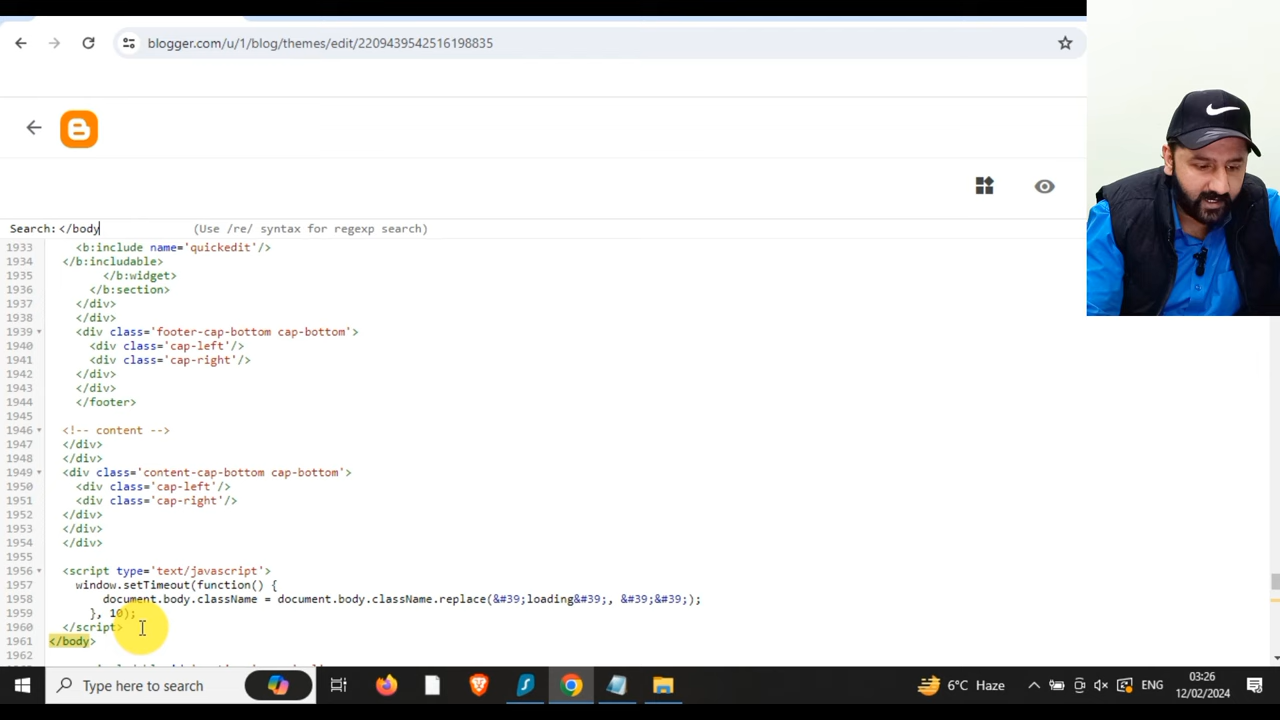 blogger.com/u/1/blog/themes/edit/2209439542516198835
Search: </body (Use /re/ syntax for regexp search)
1933 <b:include name='quickedit'/>
1934 </b:includable>
1935 </b:widget>
1936 </b:section>
1937 </div>
1938 </div>
1939 <div class='footer-cap-bottom cap-bottom'>
1940 <div class='cap-left'/>
1941 <div class='cap-right'/>
1942 </div>
1943 </div>
1944 </footer>
1945
1946 <!-- content -->
1947 </div>
1948 </div>
1949 <div class='content-cap-bottom cap-bottom'>
1950 <div class='cap-left'/>
1951 <div class='cap-right'/>
1952 </div>
1953 </div>
1954 </div>
1955
1956 <script type='text/javascript'>
1957 window.setTimeout(function() {
1958 document.body.className = document.body.className.replace(&#39;loading&#39;, &#39;&#39;);
1959 }, 10);
1960 </script>
1961 </body>
1962
Type here to search
6°C Haze
ENG
03:26
12/02/2024